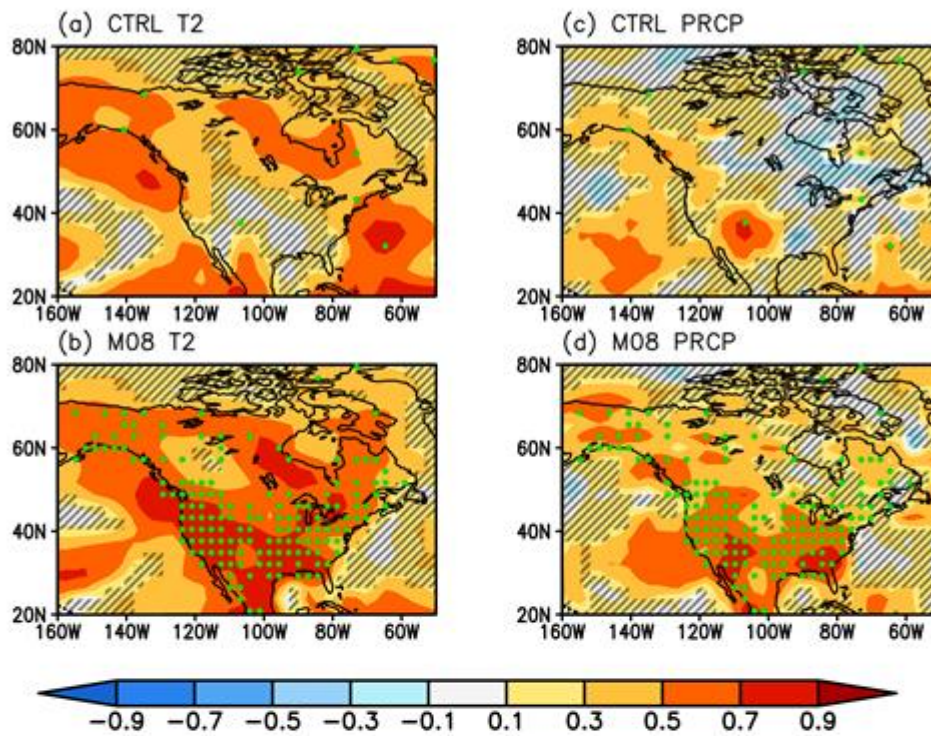 (a) CTRL T2
(c) CTRL PRCP
80N
60N
40N
20N
160W 140W 120W 100W 80W 60W
80N
60N
40N
20N
160W 140W 120W 100W 80W 60W
(b) M08 T2
(d) M08 PRCP
80N
60N
40N
20N
160W 140W 120W 100W 80W 60W
80N
60N
40N
20N
160W 140W 120W 100W 80W 60W
-0.9 -0.7 -0.5 -0.3 -0.1 0.1 0.3 0.5 0.7 0.9